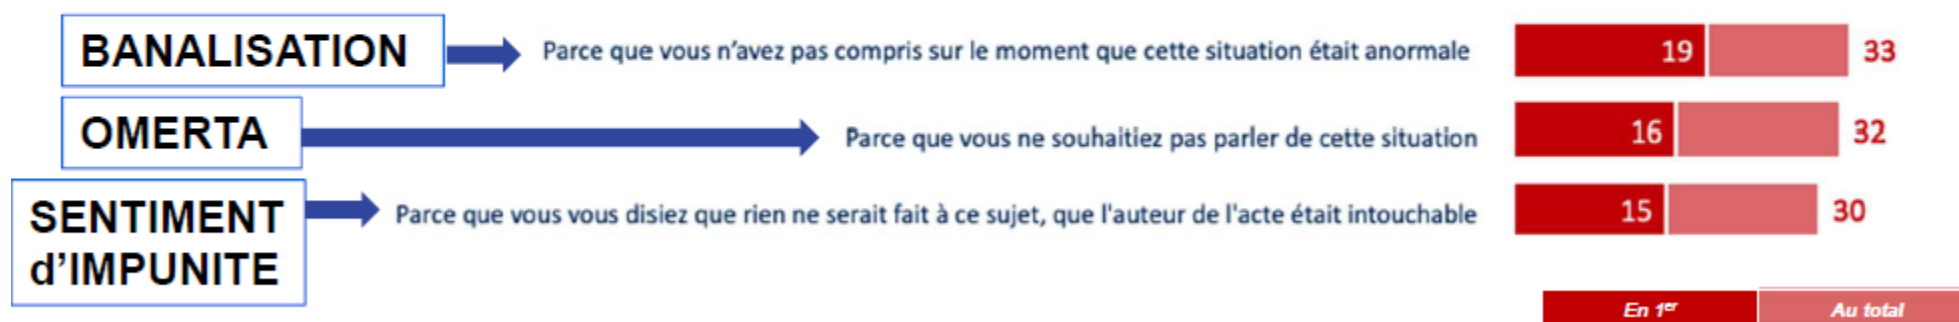 BANALISATION Parce que vous n’avez pas compris sur le moment que cette situation était anormale 19 33
OMERTA Parce que vous ne souhaitiez pas parler de cette situation 16 32
SENTIMENT Parce que vous vous disiez que rien ne serait fait à ce sujet, que l'auteur de l'acte était intouchable 15 30
d’IMPUNITE
En 1er Au total